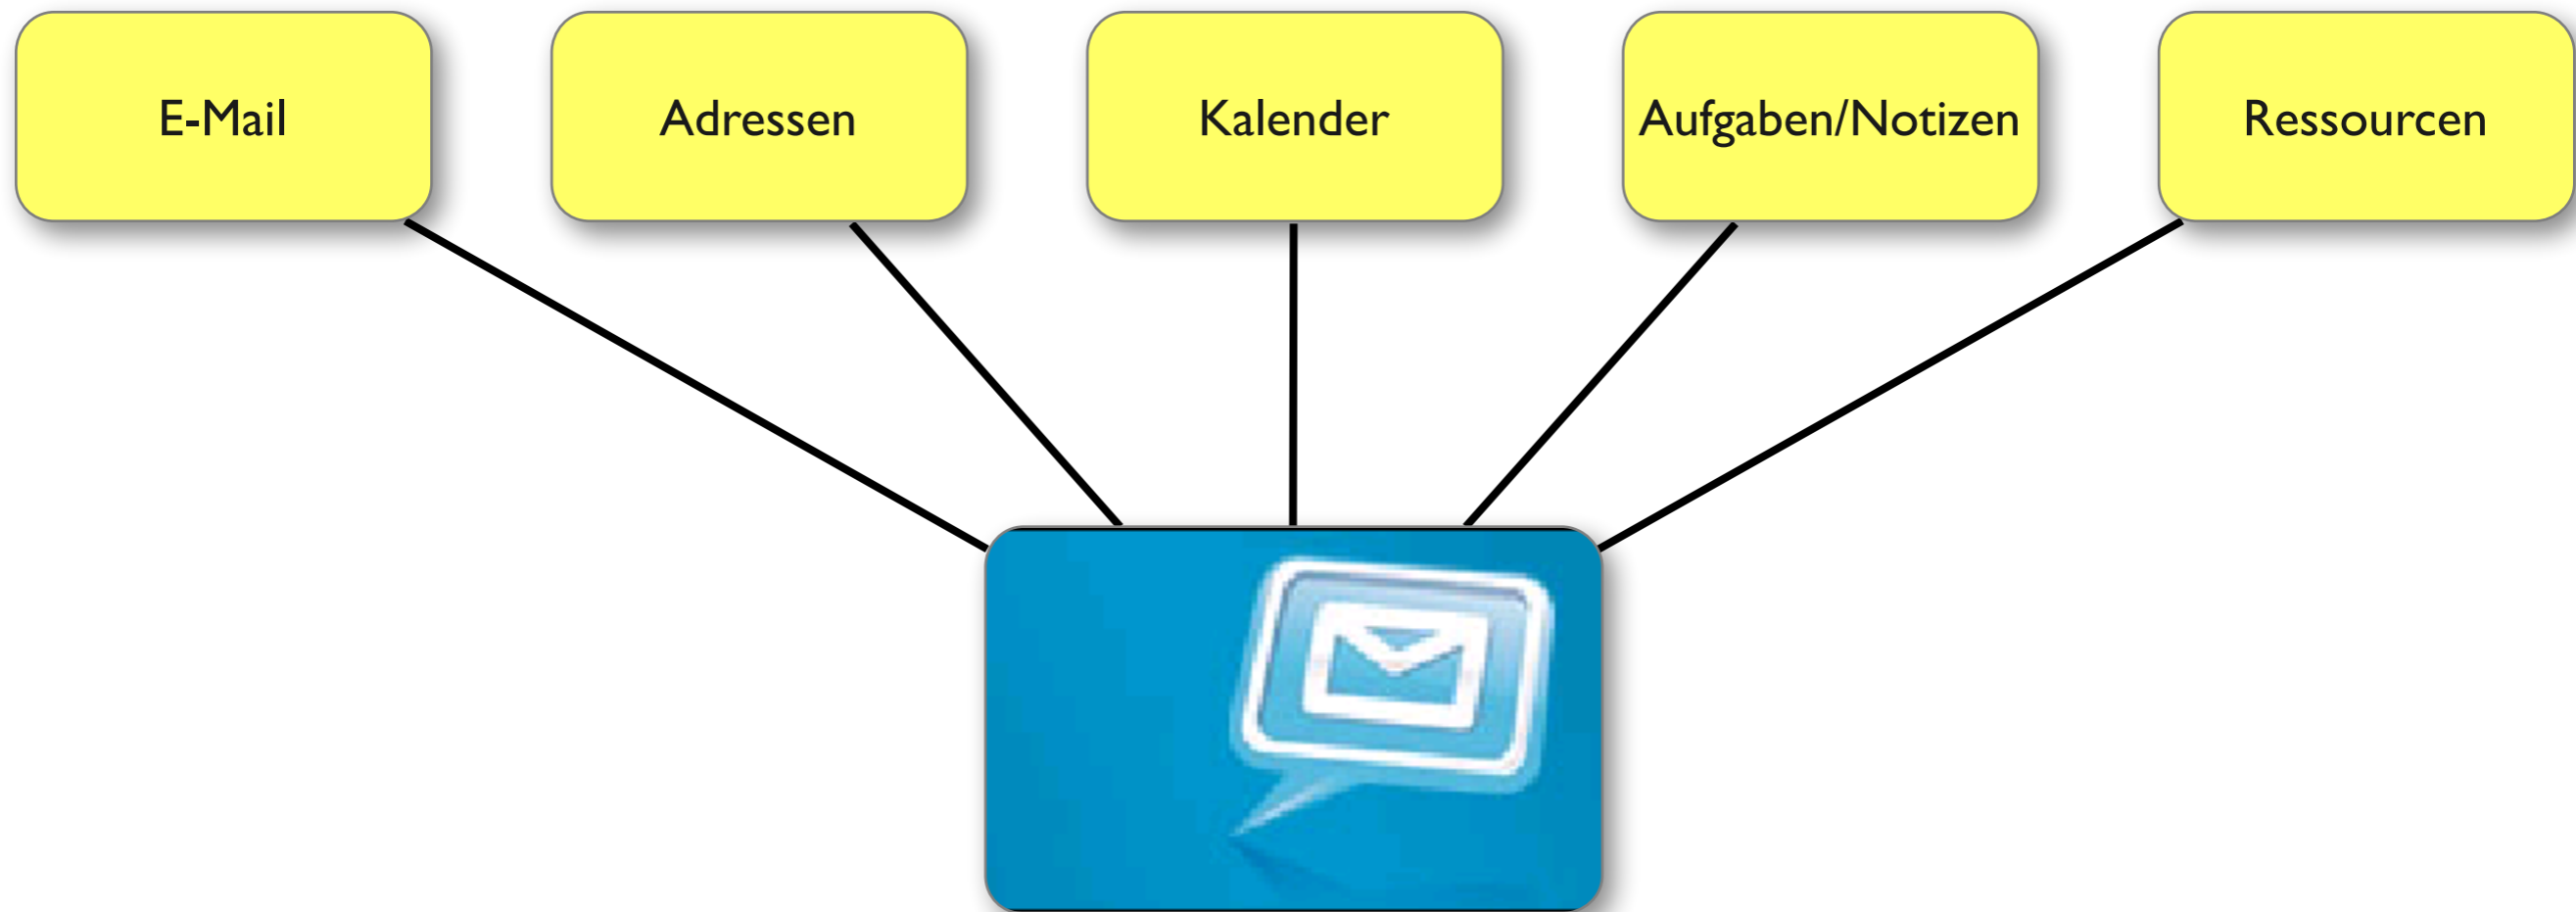 E-Mail
Adressen
Kalender
Aufgaben/Notizen
Ressourcen